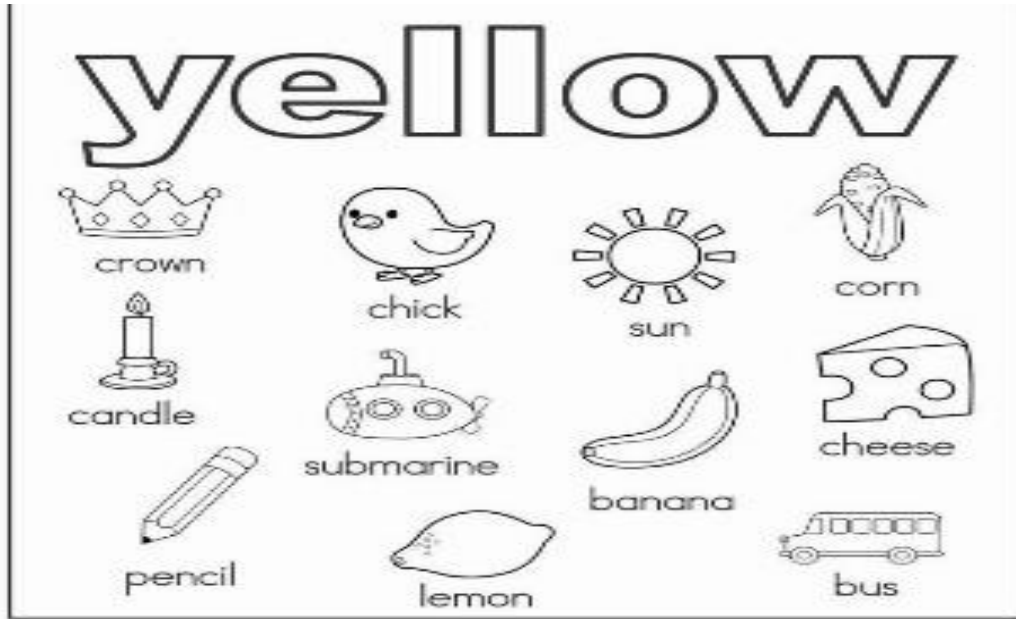 yellow
crown
chick
sun
corn
candle
submarine
banana
cheese
pencil
lemon
bus